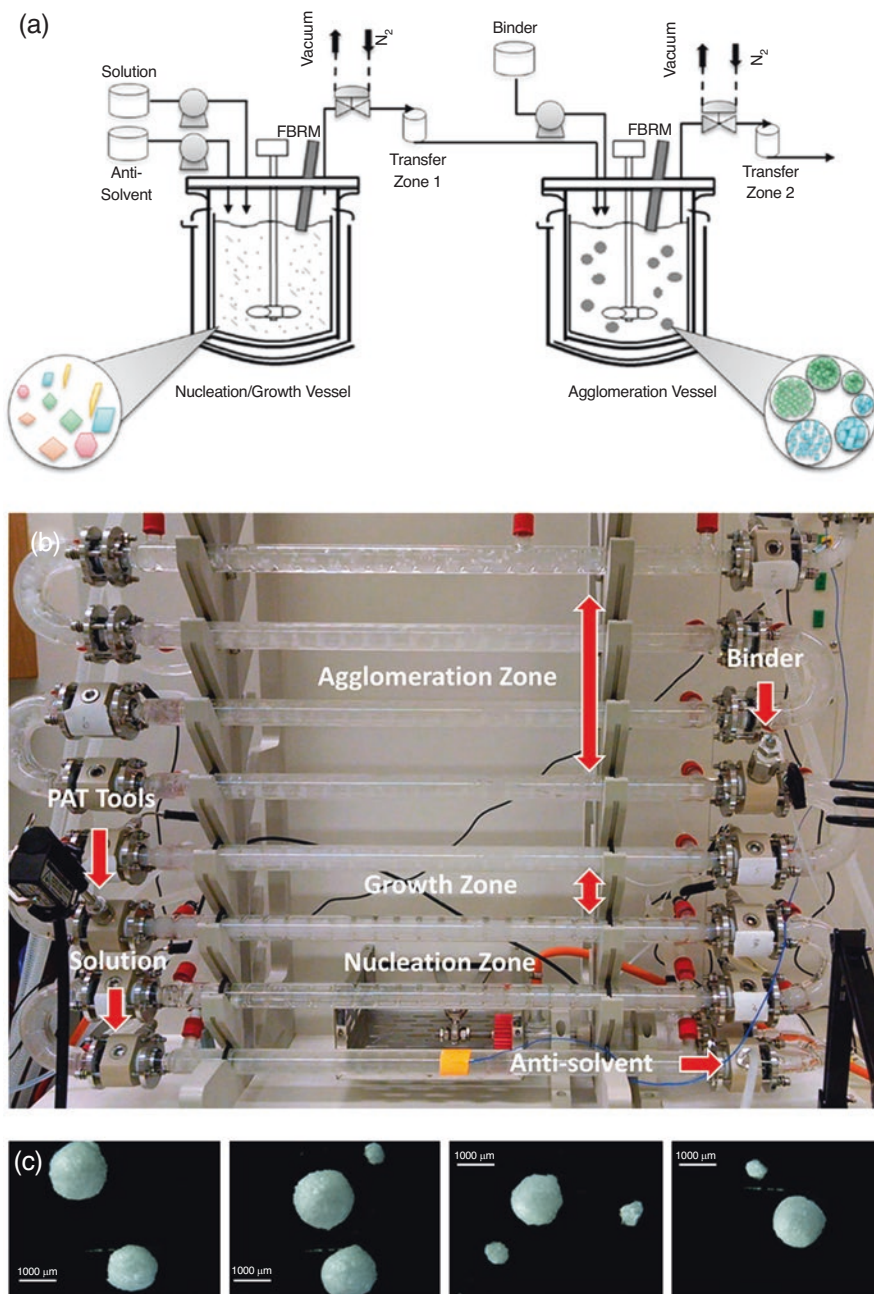 (a)
Vacuum
N2
Binder
Vacuum
N2
Solution
FBRM
FBRM
Anti-
Solvent
Transfer
Zone 1
Transfer
Zone 2
Nucleation/Growth Vessel
Agglomeration Vessel
(b)
Agglomeration Zone
Binder
PAT Tools
Growth Zone
Solution
Nucleation Zone
Anti-solvent
(c)
1000 μm
1000 μm
1000 μm
1000 μm